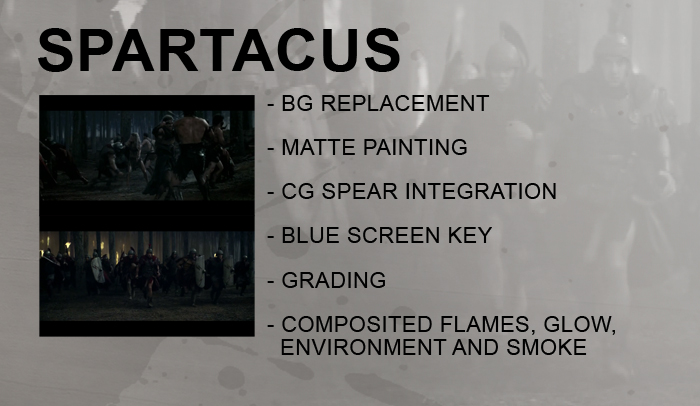 SPARTACUS
- BG REPLACEMENT
- MATTE PAINTING
- CG SPEAR INTEGRATION
- BLUE SCREEN KEY
- GRADING
- COMPOSITED FLAMES, GLOW,
ENVIRONMENT AND SMOKE